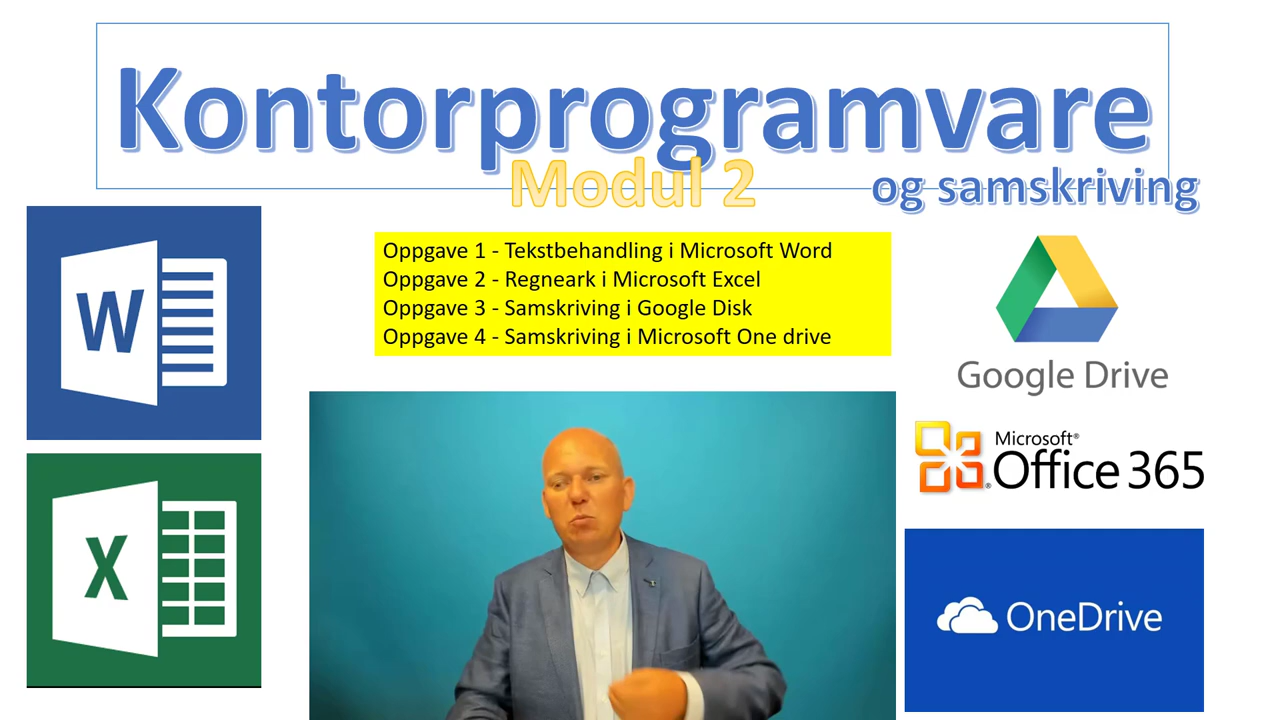 Kontorprogramvare
Modul 2
og samskriving
Oppgave 1 - Tekstbehandling i Microsoft Word
Oppgave 2 - Regneark i Microsoft Excel
Oppgave 3 - Samskriving i Google Disk
Oppgave 4 - Samskriving i Microsoft One drive
W
X
Google Drive
Microsoft®
Office 365
OneDrive